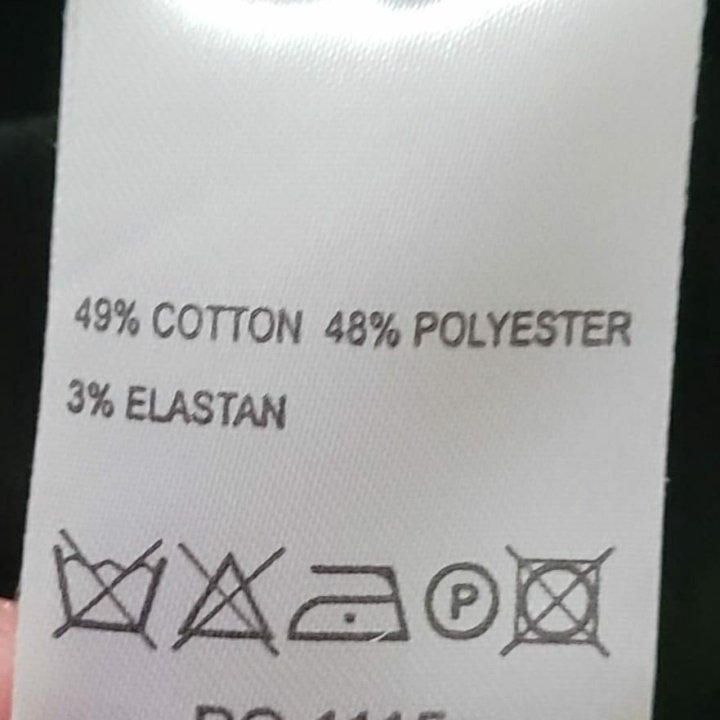 49% COTTON 48% POLYESTER
3% ELASTAN
P